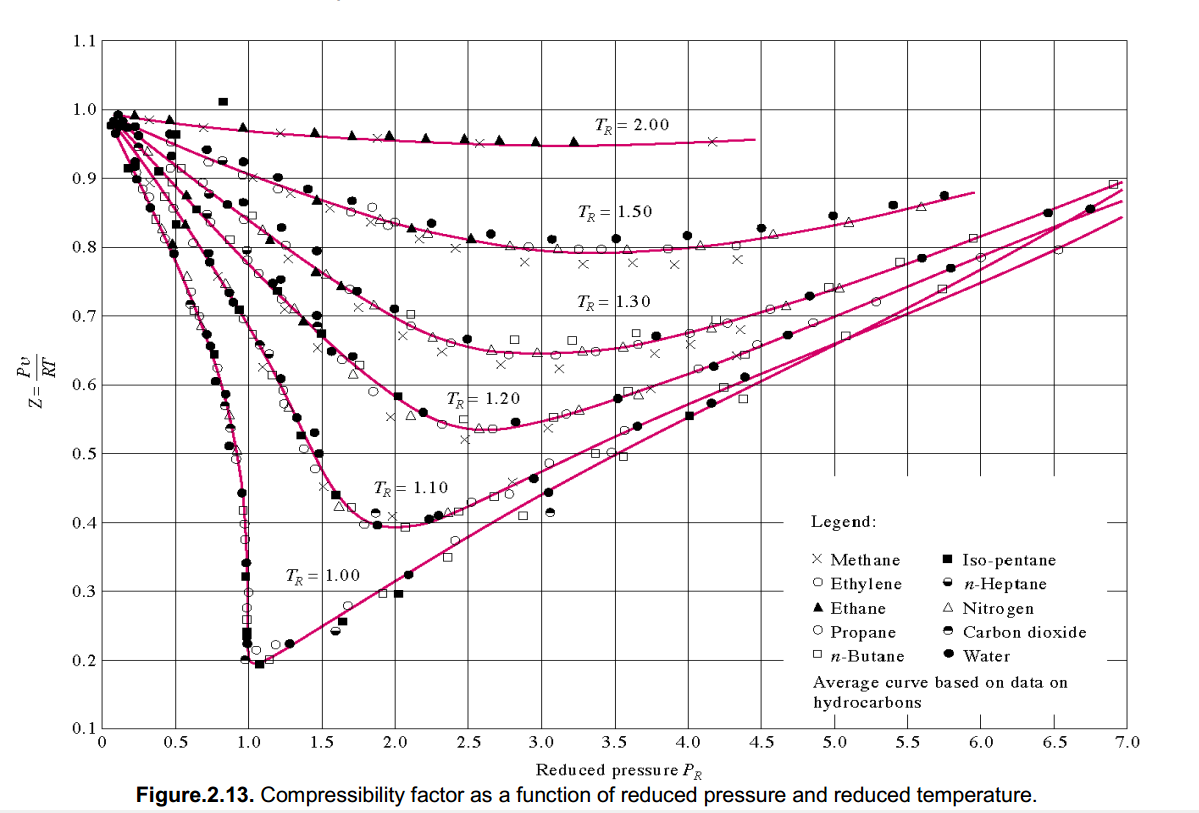 1.1
1.0
0.9
0.8
0.7
0.6
0.5
0.4
0.3
0.2
0.1
Z = Pv / RT
T_R = 2.00
T_R = 1.50
T_R = 1.30
T_R = 1.20
T_R = 1.10
T_R = 1.00
Legend:
× Methane
○ Ethylene
▲ Ethane
○ Propane
□ n-Butane
■ Iso-pentane
◒ n-Heptane
△ Nitrogen
◓ Carbon dioxide
● Water
Average curve based on data on
hydrocarbons
0 0.5 1.0 1.5 2.0 2.5 3.0 3.5 4.0 4.5 5.0 5.5 6.0 6.5 7.0
Reduced pressure P_R
Figure.2.13. Compressibility factor as a function of reduced pressure and reduced temperature.